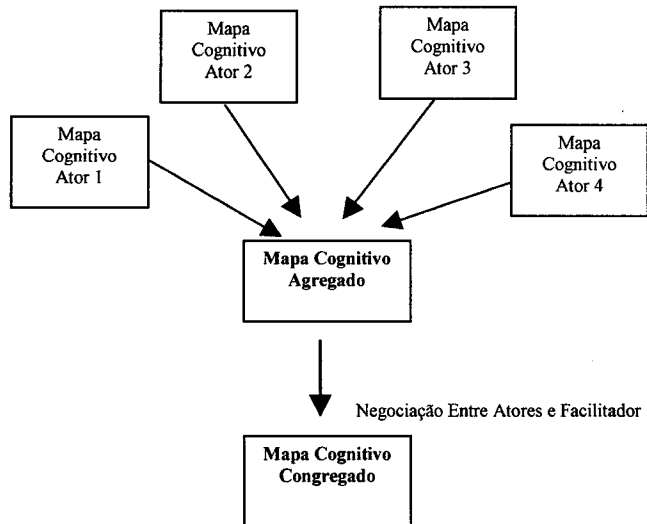 Mapa
Cognitivo
Ator 1
Mapa
Cognitivo
Ator 2
Mapa
Cognitivo
Ator 3
Mapa
Cognitivo
Ator 4
Mapa Cognitivo
Agregado
Negociação Entre Atores e Facilitador
Mapa Cognitivo
Congregado